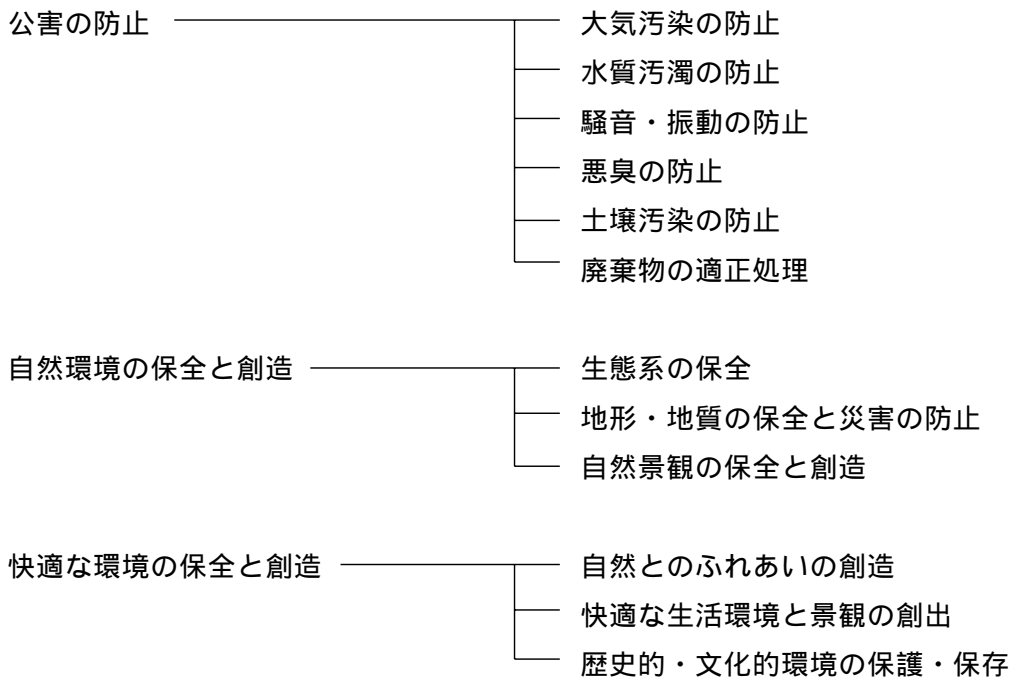 公害の防止
大気汚染の防止
水質汚濁の防止
騒音・振動の防止
悪臭の防止
土壌汚染の防止
廃棄物の適正処理
自然環境の保全と創造
生態系の保全
地形・地質の保全と災害の防止
自然景観の保全と創造
快適な環境の保全と創造
自然とのふれあいの創造
快適な生活環境と景観の創出
歴史的・文化的環境の保護・保存